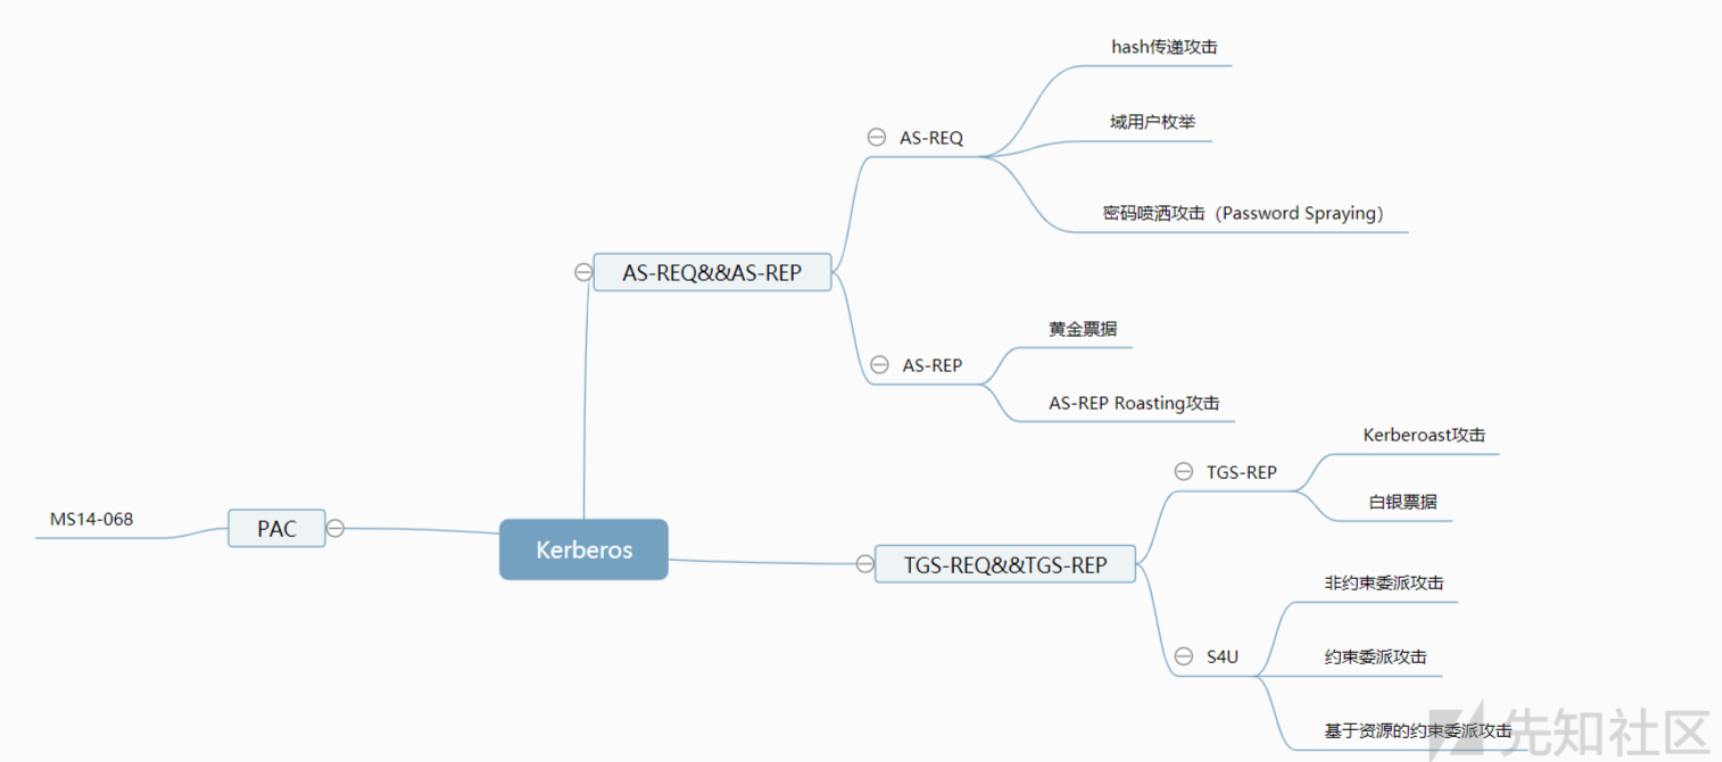 hash传递攻击
域用户枚举
AS-REQ
密码喷洒攻击（Password Spraying）
AS-REQ&&AS-REP
黄金票据
AS-REP
AS-REP Roasting攻击
Kerberoast攻击
TGS-REP
白银票据
MS14-068
PAC
Kerberos
TGS-REQ&&TGS-REP
非约束委派攻击
S4U
约束委派攻击
基于资源的约束委派攻击
先知社区